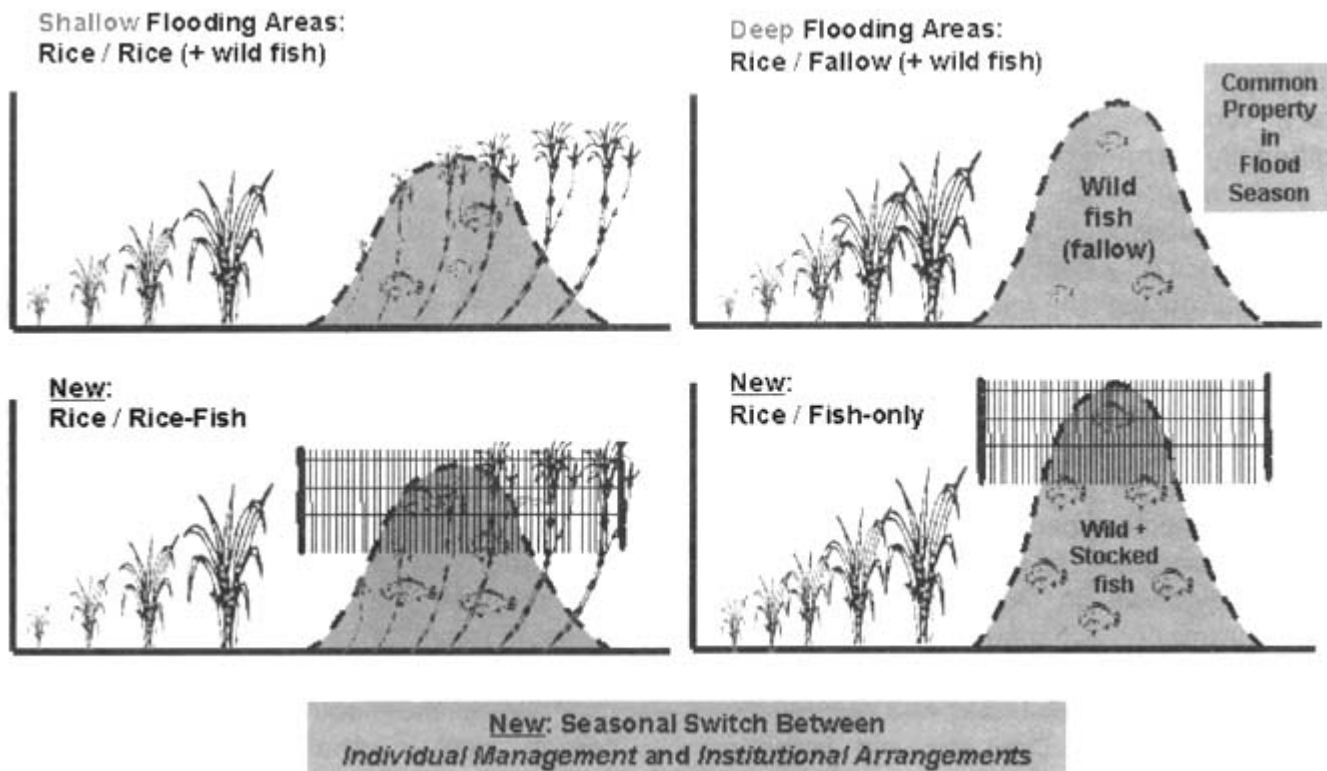 Shallow Flooding Areas:
Rice / Rice (+ wild fish)
Deep Flooding Areas:
Rice / Fallow (+ wild fish)
Common
Property
in
Flood
Season
Wild
fish
(fallow)
New:
Rice / Rice-Fish
New:
Rice / Fish-only
Wild +
Stocked
fish
New: Seasonal Switch Between
Individual Management and Institutional Arrangements